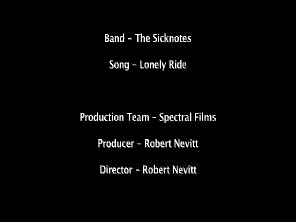 Band - The Sicknotes
Song - Lonely Ride
Production Team - Spectral Films
Producer - Robert Nevitt
Director - Robert Nevitt